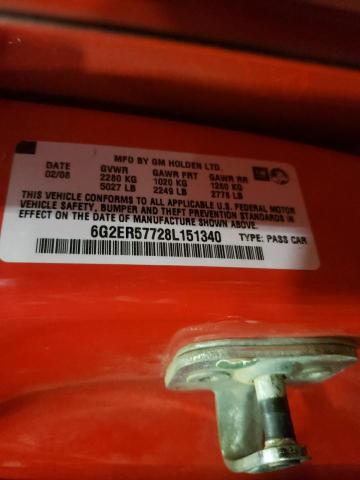 MFD BY GM HOLDEN LTD.
DATE GVWR GAWR FRT GAWR RR
02/08 2280 KG 1020 KG 1260 KG
5027 LB 2249 LB 2778 LB
THIS VEHICLE CONFORMS TO ALL APPLICABLE U.S. FEDERAL MOTOR
VEHICLE SAFETY, BUMPER AND THEFT PREVENTION STANDARDS IN
EFFECT ON THE DATE OF MANUFACTURE SHOWN ABOVE.
6G2ER57728L151340 TYPE: PASS CAR